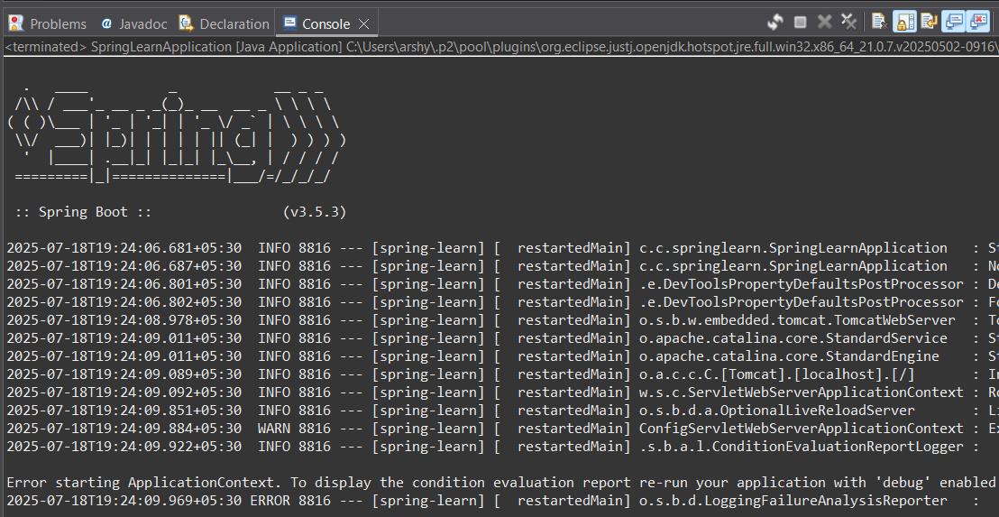 Problems @ Javadoc Declaration Console
<terminated> SpringLearnApplication [Java Application] C:\Users\arshy\.p2\pool\plugins\org.eclipse.justj.openjdk.hotspot.jre.full.win32.x86_64_21.0.7.v20250502-0916\
  .   ____          _            __ _ _
 /\\ / ___'_ __ _ _(_)_ __  __ _ \ \ \ \
( ( )\___ | '_ | '_| | '_ \/ _` | \ \ \ \
 \\/  ___)| |_)| | | | | || (_| |  ) ) ) )
  '  |____| .__|_| |_|_| |_\__, | / / / /
 =========|_|==============|___/=/_/_/_/
 :: Spring Boot ::                (v3.5.3)
2025-07-18T19:24:06.681+05:30  INFO 8816 --- [spring-learn] [  restartedMain] c.c.springlearn.SpringLearnApplication   : St
2025-07-18T19:24:06.687+05:30  INFO 8816 --- [spring-learn] [  restartedMain] c.c.springlearn.SpringLearnApplication   : No
2025-07-18T19:24:06.801+05:30  INFO 8816 --- [spring-learn] [  restartedMain] .e.DevToolsPropertyDefaultsPostProcessor : De
2025-07-18T19:24:06.802+05:30  INFO 8816 --- [spring-learn] [  restartedMain] .e.DevToolsPropertyDefaultsPostProcessor : Fo
2025-07-18T19:24:08.978+05:30  INFO 8816 --- [spring-learn] [  restartedMain] o.s.b.w.embedded.tomcat.TomcatWebServer  : To
2025-07-18T19:24:09.011+05:30  INFO 8816 --- [spring-learn] [  restartedMain] o.apache.catalina.core.StandardService   : St
2025-07-18T19:24:09.011+05:30  INFO 8816 --- [spring-learn] [  restartedMain] o.apache.catalina.core.StandardEngine    : St
2025-07-18T19:24:09.089+05:30  INFO 8816 --- [spring-learn] [  restartedMain] o.a.c.c.C.[Tomcat].[localhost].[/]       : In
2025-07-18T19:24:09.092+05:30  INFO 8816 --- [spring-learn] [  restartedMain] w.s.c.ServletWebServerApplicationContext : Ro
2025-07-18T19:24:09.851+05:30  INFO 8816 --- [spring-learn] [  restartedMain] o.s.b.d.a.OptionalLiveReloadServer       : Li
2025-07-18T19:24:09.884+05:30  WARN 8816 --- [spring-learn] [  restartedMain] ConfigServletWebServerApplicationContext : Ex
2025-07-18T19:24:09.922+05:30  INFO 8816 --- [spring-learn] [  restartedMain] .s.b.a.l.ConditionEvaluationReportLogger :
Error starting ApplicationContext. To display the condition evaluation report re-run your application with 'debug' enabled
2025-07-18T19:24:09.969+05:30 ERROR 8816 --- [spring-learn] [  restartedMain] o.s.b.d.LoggingFailureAnalysisReporter   :